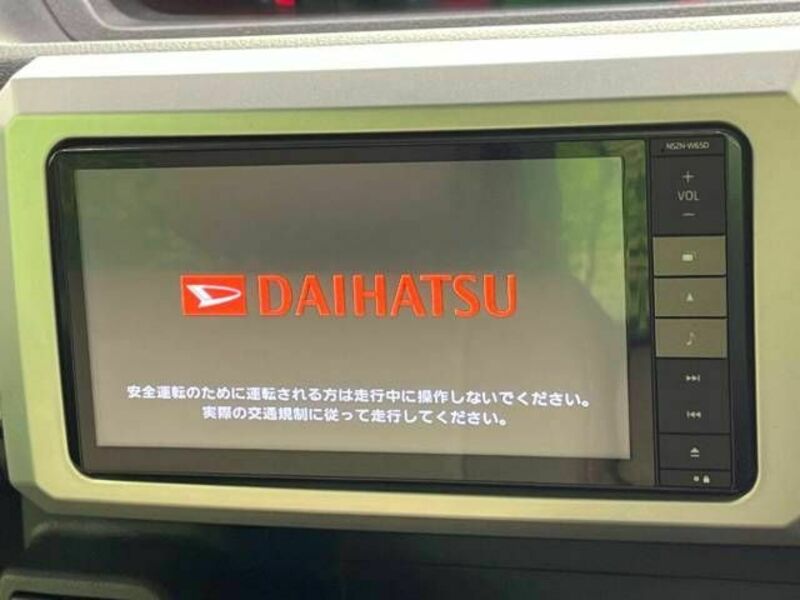 NSZN-W65D
VOL
DAIHATSU
安全運転のために運転される方は走行中に操作しないでください。
実際の交通規制に従って走行してください。